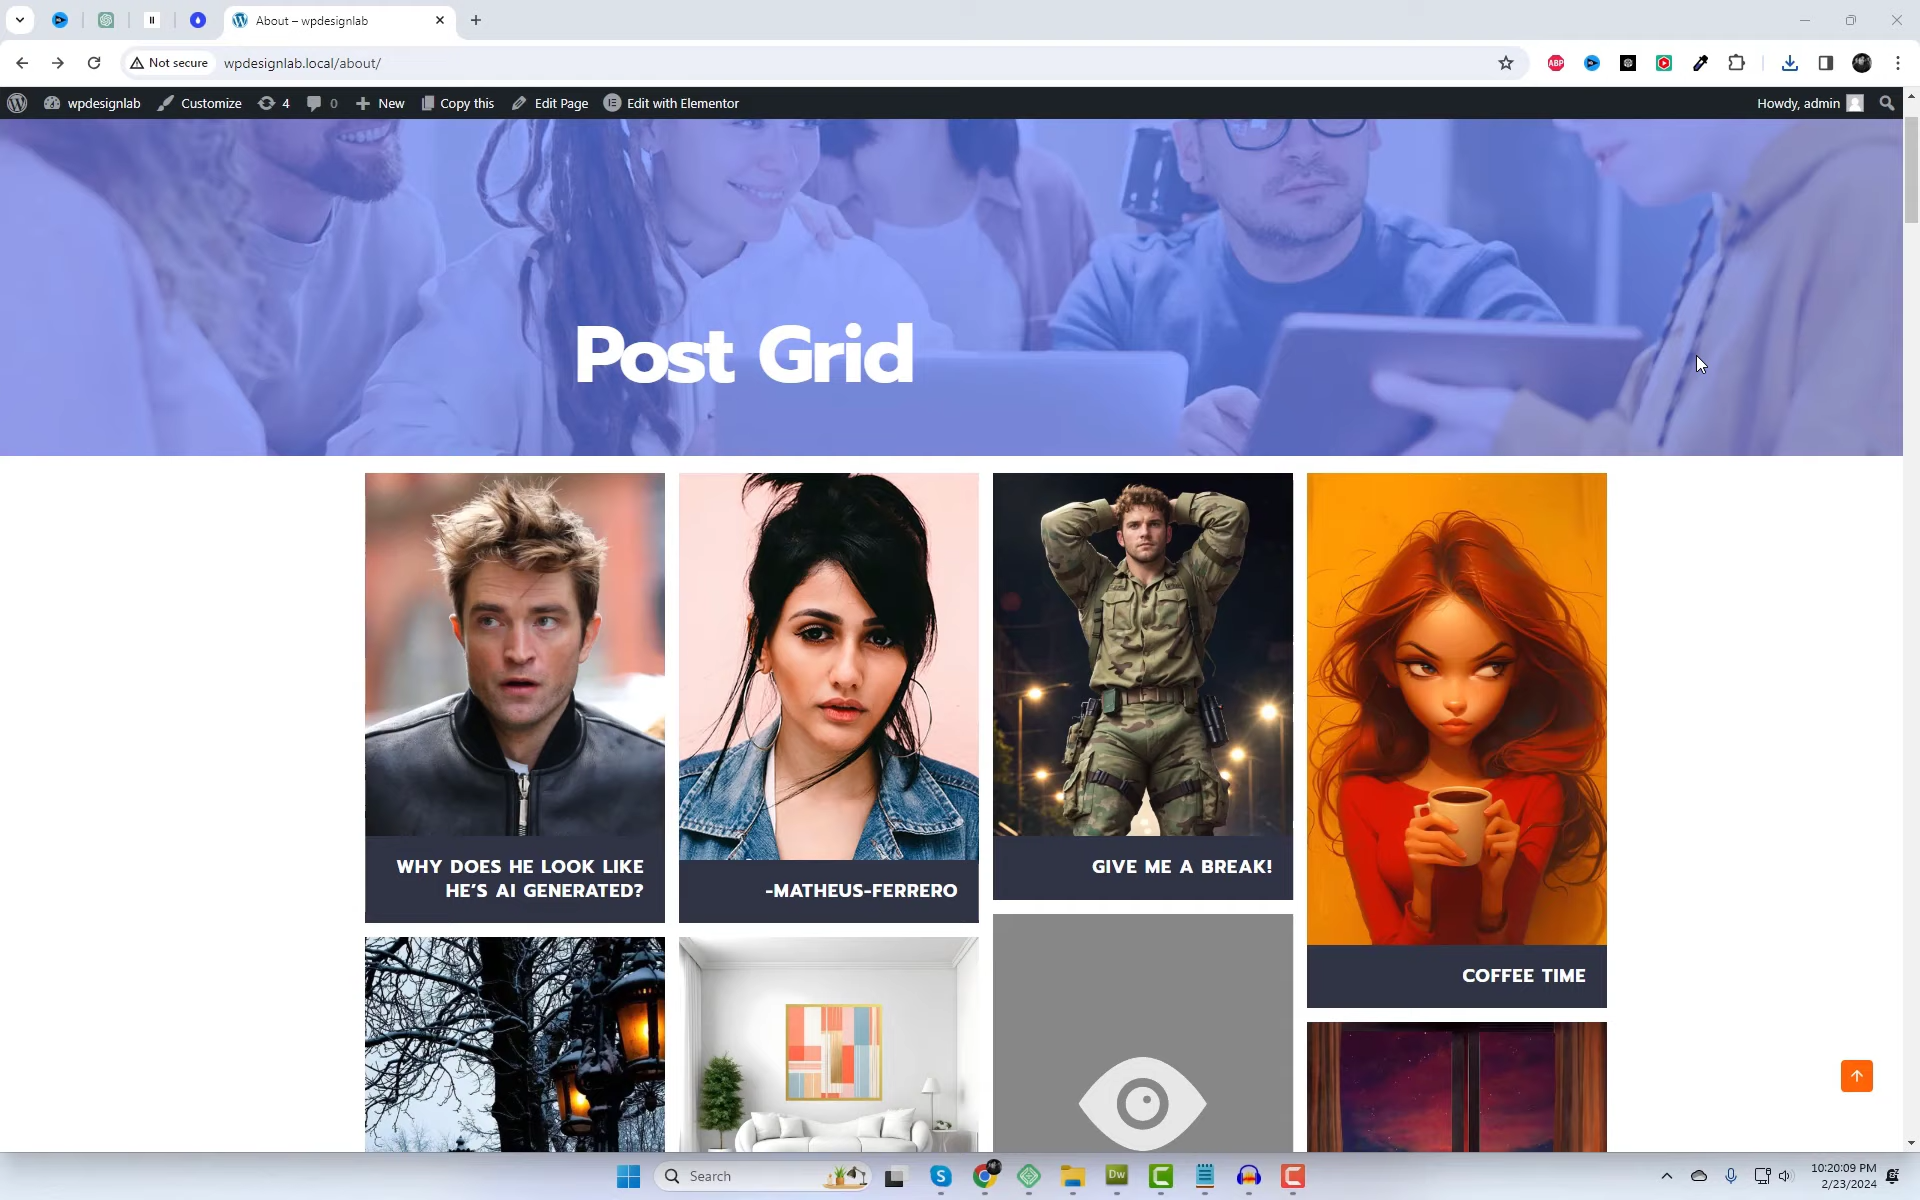 About – wpdesignlab
Not secure
wpdesignlab.local/about/
ABP
wpdesignlab
Customize
4
0
New
Copy this
Edit Page
Edit with Elementor
Howdy, admin
Post Grid
WHY DOES HE LOOK LIKE
HE'S AI GENERATED?
-MATHEUS-FERRERO
GIVE ME A BREAK!
COFFEE TIME
Search
Dw
10:20:09 PM
2/23/2024